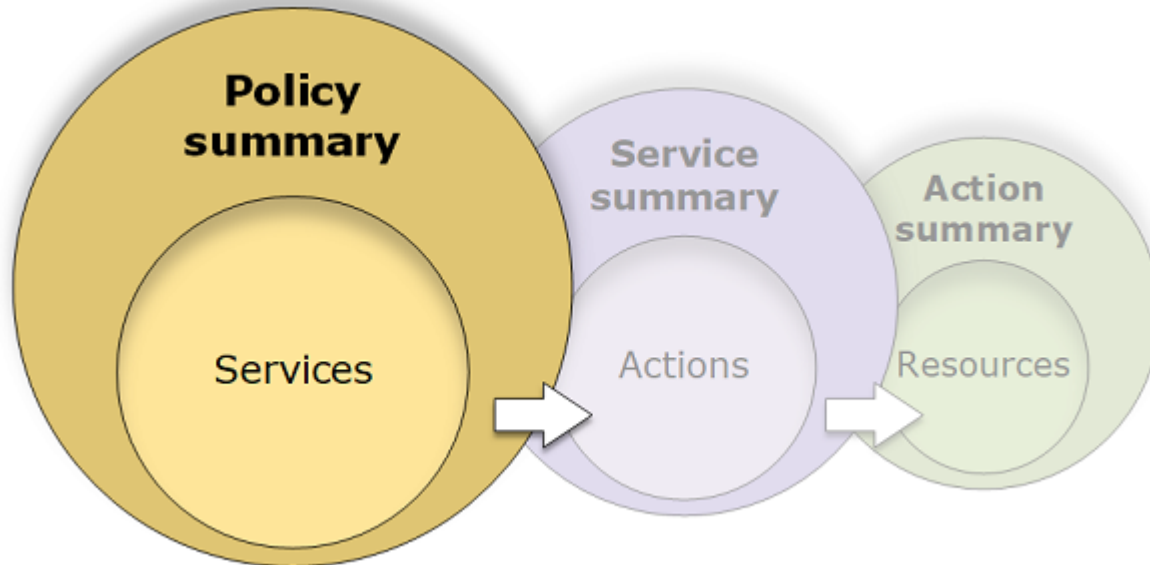 Policy
summary
Services
Service
summary
Actions
Action
summary
Resources